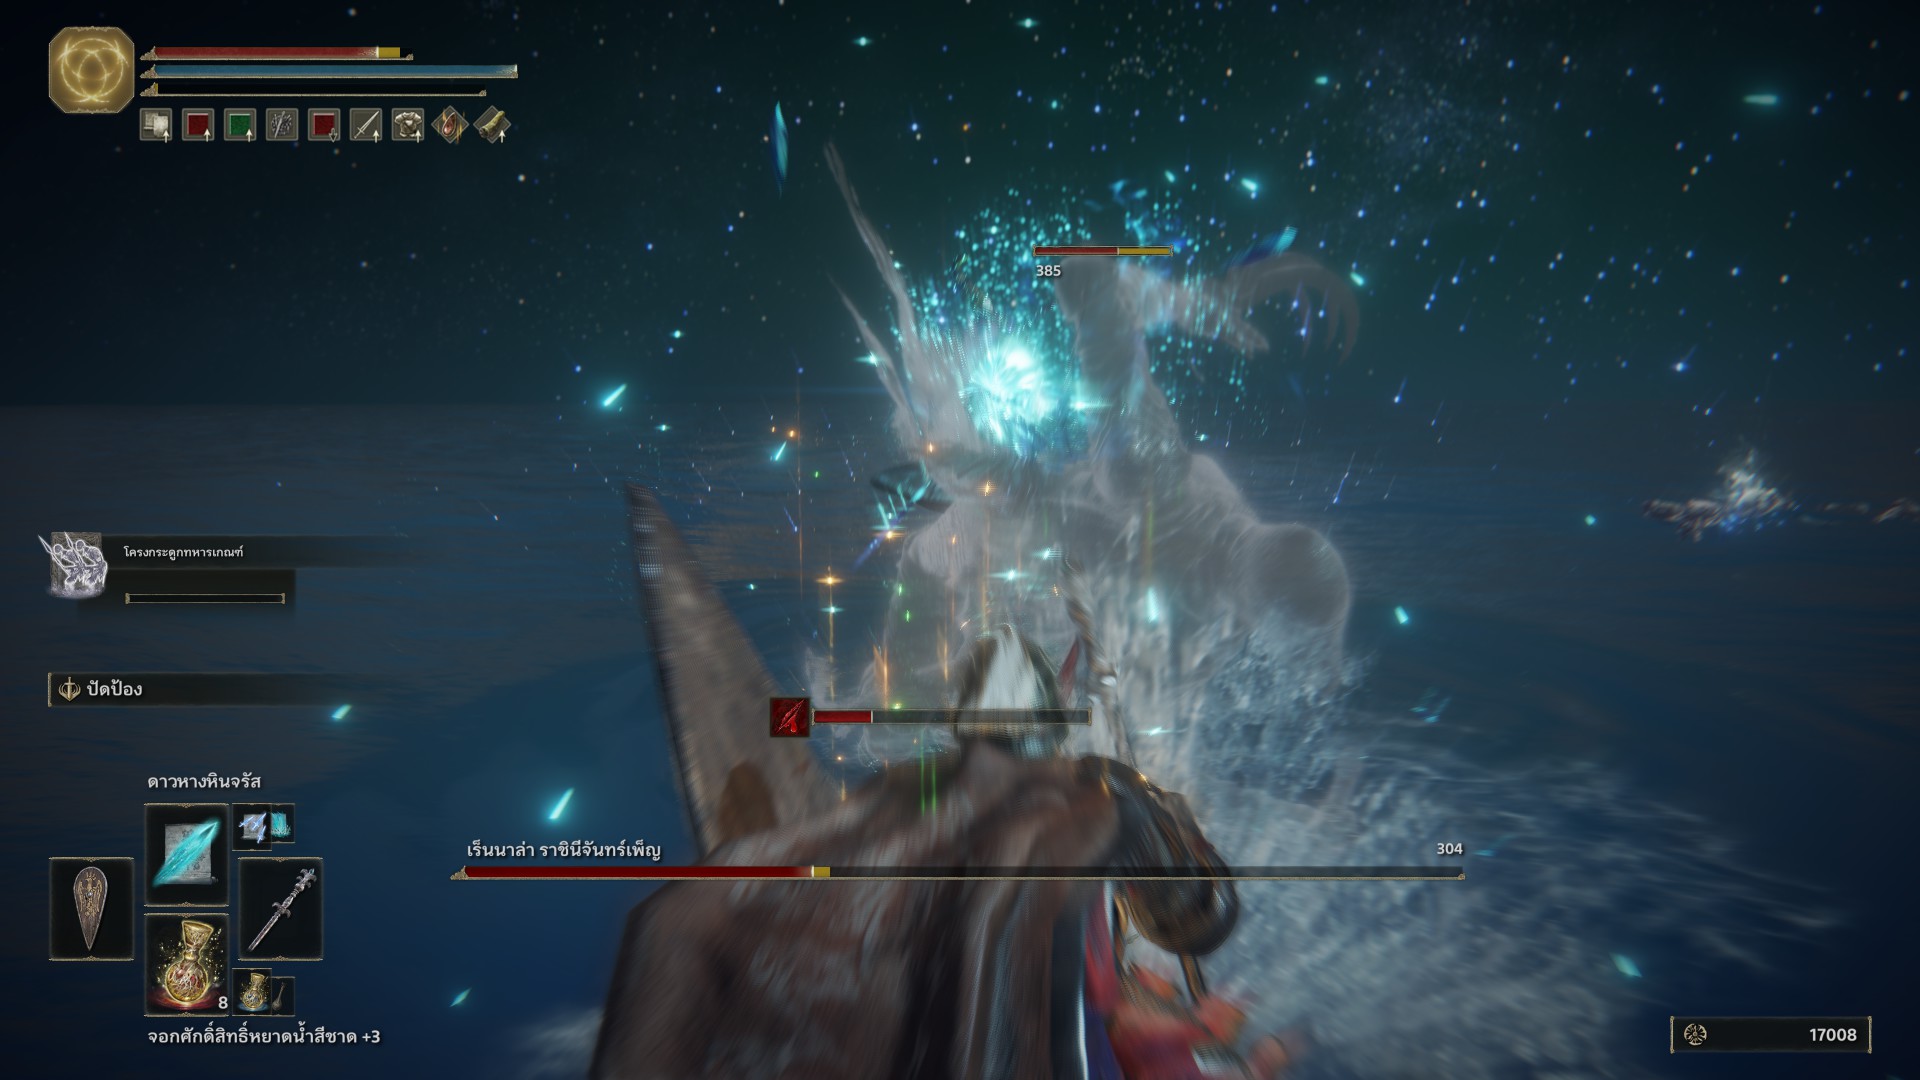 385
โครงกระดูกทหารเกณฑ์
ปัดป้อง
ดาวหางหินจรัส
เร็นนาล่า ราชินีจันทร์เพ็ญ
304
8
จอกศักดิ์สิทธิ์หยาดน้ำสีชาด +3
17008